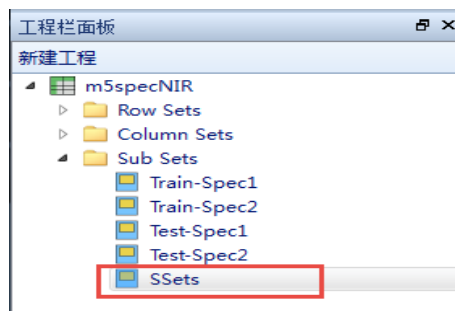 工程栏面板
新建工程
m5specNIR
Row Sets
Column Sets
Sub Sets
Train-Spec1
Train-Spec2
Test-Spec1
Test-Spec2
SSets